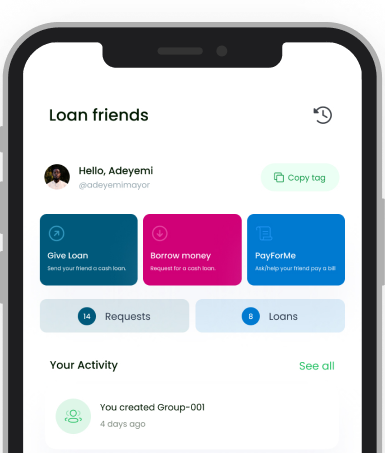 Loan friends
Hello, Adeyemi
@adeyemimayor
Copy tag
Give Loan
Send your friend a cash loan.
Borrow money
Request for a cash loan.
PayForMe
Ask/help your friend pay a bill
14 Requests
8 Loans
Your Activity
See all
You created Group-001
4 days ago